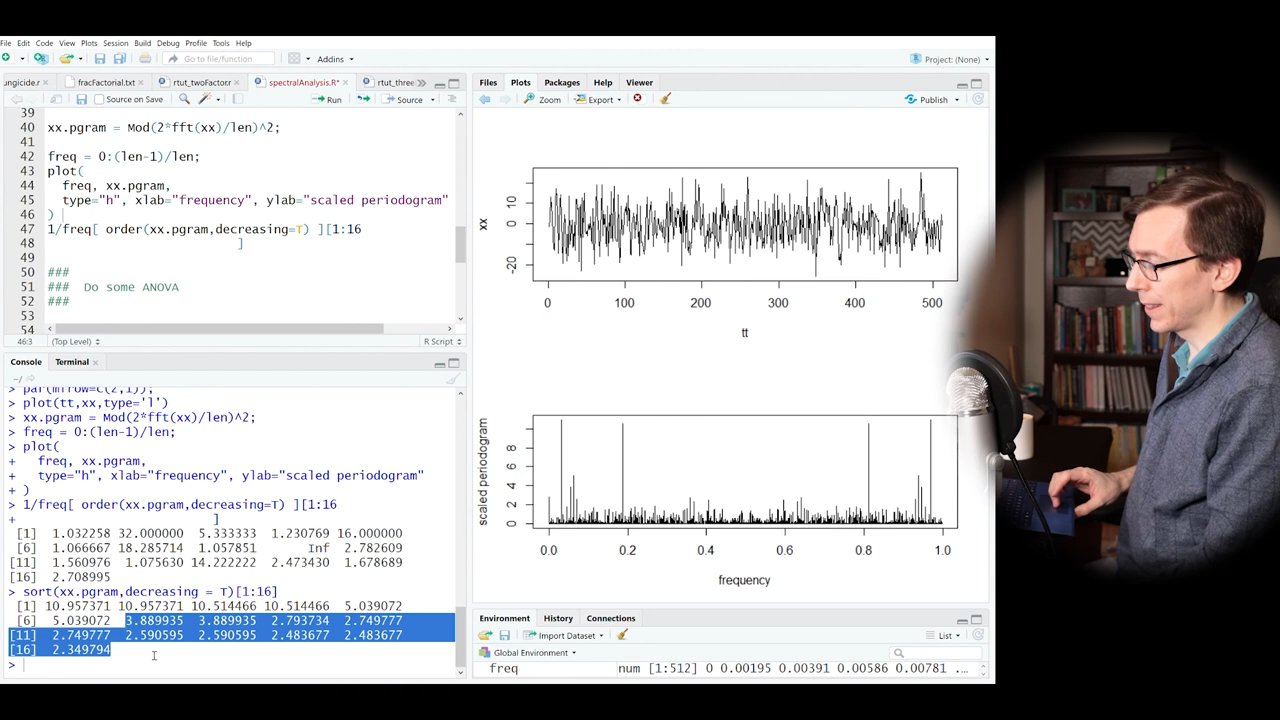 File Edit Code View Plots Session Build Debug Profile Tools Help
Go to file/function Addins Project: (None)
ungicide.r fracFactorial.txt rtut_twoFactor.r spectralAnalysis.R* rtut_three
Source on Save Run Source
39
40 xx.pgram = Mod(2*fft(xx)/len)^2;
41
42 freq = 0:(len-1)/len;
43 plot(
44 freq, xx.pgram,
45 type="h", xlab="frequency", ylab="scaled periodogram"
46 )
47 1/freq[ order(xx.pgram,decreasing=T) ][1:16
48 ]
49
50 ###
51 ### Do some ANOVA
52 ###
53
54
46:3 (Top Level) R Script
Console Terminal
~/
> par(mfrow=c(2,1));
> plot(tt,xx,type='l')
> xx.pgram = Mod(2*fft(xx)/len)^2;
> freq = 0:(len-1)/len;
> plot(
+ freq, xx.pgram,
+ type="h", xlab="frequency", ylab="scaled periodogram"
+ )
> 1/freq[ order(xx.pgram,decreasing=T) ][1:16
+ ]
[1] 1.032258 32.000000 5.333333 1.230769 16.000000
[6] 1.066667 18.285714 1.057851 Inf 2.782609
[11] 1.560976 1.075630 14.222222 2.473430 1.678689
[16] 2.708995
> sort(xx.pgram,decreasing = T)[1:16]
[1] 10.957371 10.957371 10.514466 10.514466 5.039072
[6] 5.039072 3.889935 3.889935 2.793734 2.749777
[11] 2.749777 2.590595 2.590595 2.483677 2.483677
[16] 2.349794
>
Files Plots Packages Help Viewer
Zoom Export Publish
xx
10
0
-20
0 100 200 300 400 500
tt
scaled periodogram
8
6
4
2
0
0.0 0.2 0.4 0.6 0.8 1.0
frequency
Environment History Connections
Import Dataset List
Global Environment
freq num [1:512] 0 0.00195 0.00391 0.00586 0.00781 ...